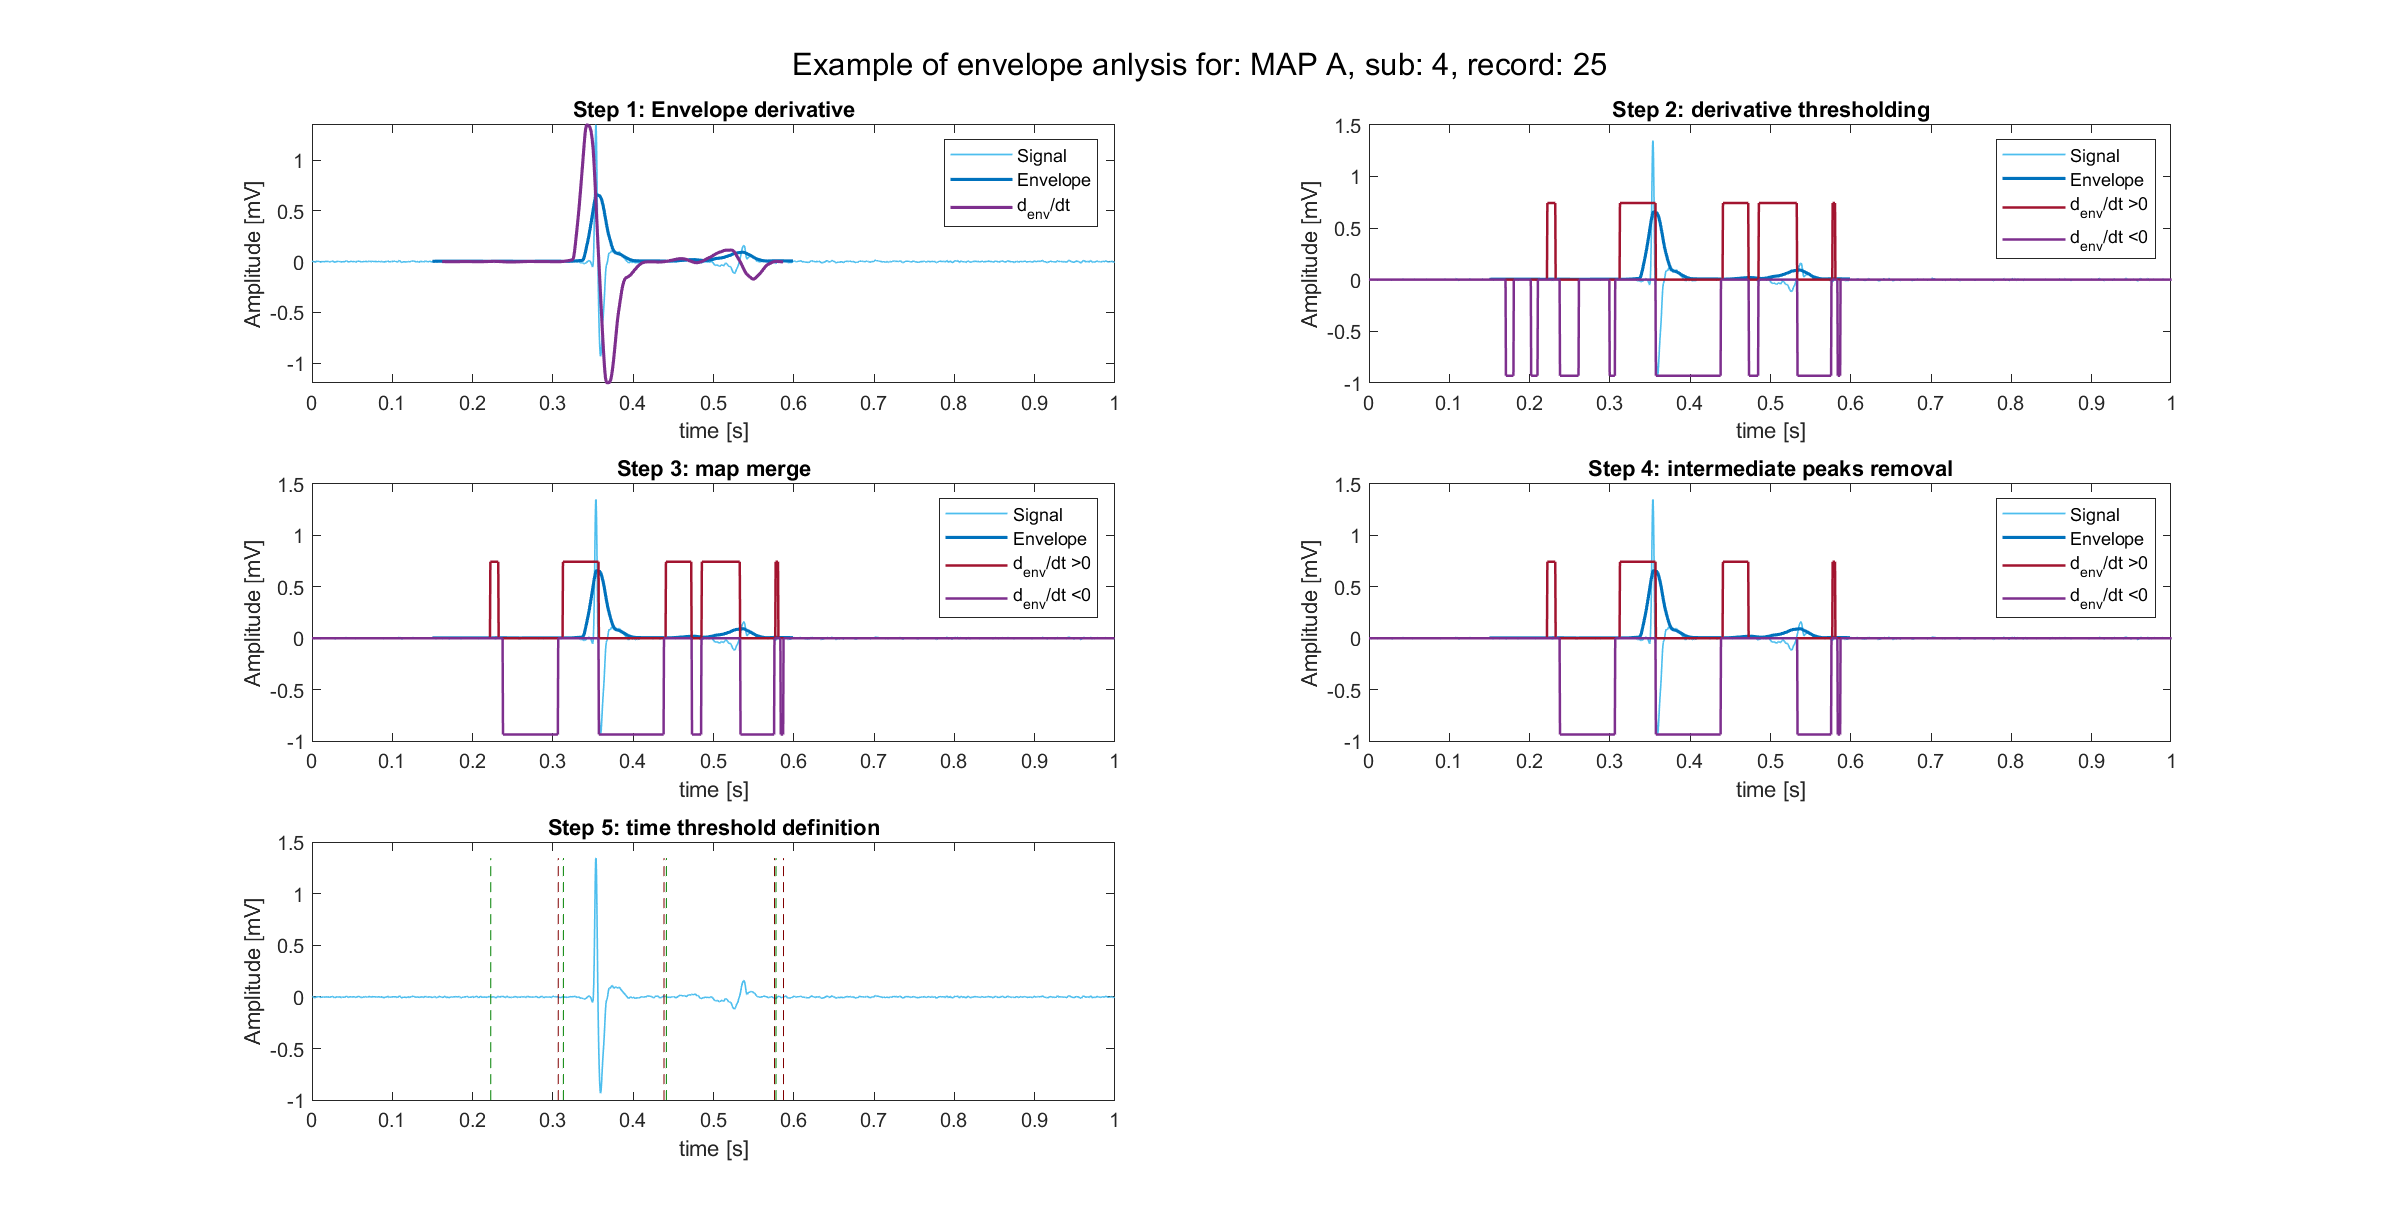 Example of envelope anlysis for: MAP A, sub: 4, record: 25
Step 1: Envelope derivative
Amplitude [mV]
1
0.5
0
-0.5
-1
0 0.1 0.2 0.3 0.4 0.5 0.6 0.7 0.8 0.9 1
time [s]
Signal
Envelope
d_env/dt
Step 2: derivative thresholding
Amplitude [mV]
1.5
1
0.5
0
-0.5
-1
0 0.1 0.2 0.3 0.4 0.5 0.6 0.7 0.8 0.9 1
time [s]
Signal
Envelope
d_env/dt >0
d_env/dt <0
Step 3: map merge
Amplitude [mV]
1.5
1
0.5
0
-0.5
-1
0 0.1 0.2 0.3 0.4 0.5 0.6 0.7 0.8 0.9 1
time [s]
Signal
Envelope
d_env/dt >0
d_env/dt <0
Step 4: intermediate peaks removal
Amplitude [mV]
1.5
1
0.5
0
-0.5
-1
0 0.1 0.2 0.3 0.4 0.5 0.6 0.7 0.8 0.9 1
time [s]
Signal
Envelope
d_env/dt >0
d_env/dt <0
Step 5: time threshold definition
Amplitude [mV]
1.5
1
0.5
0
-0.5
-1
0 0.1 0.2 0.3 0.4 0.5 0.6 0.7 0.8 0.9 1
time [s]